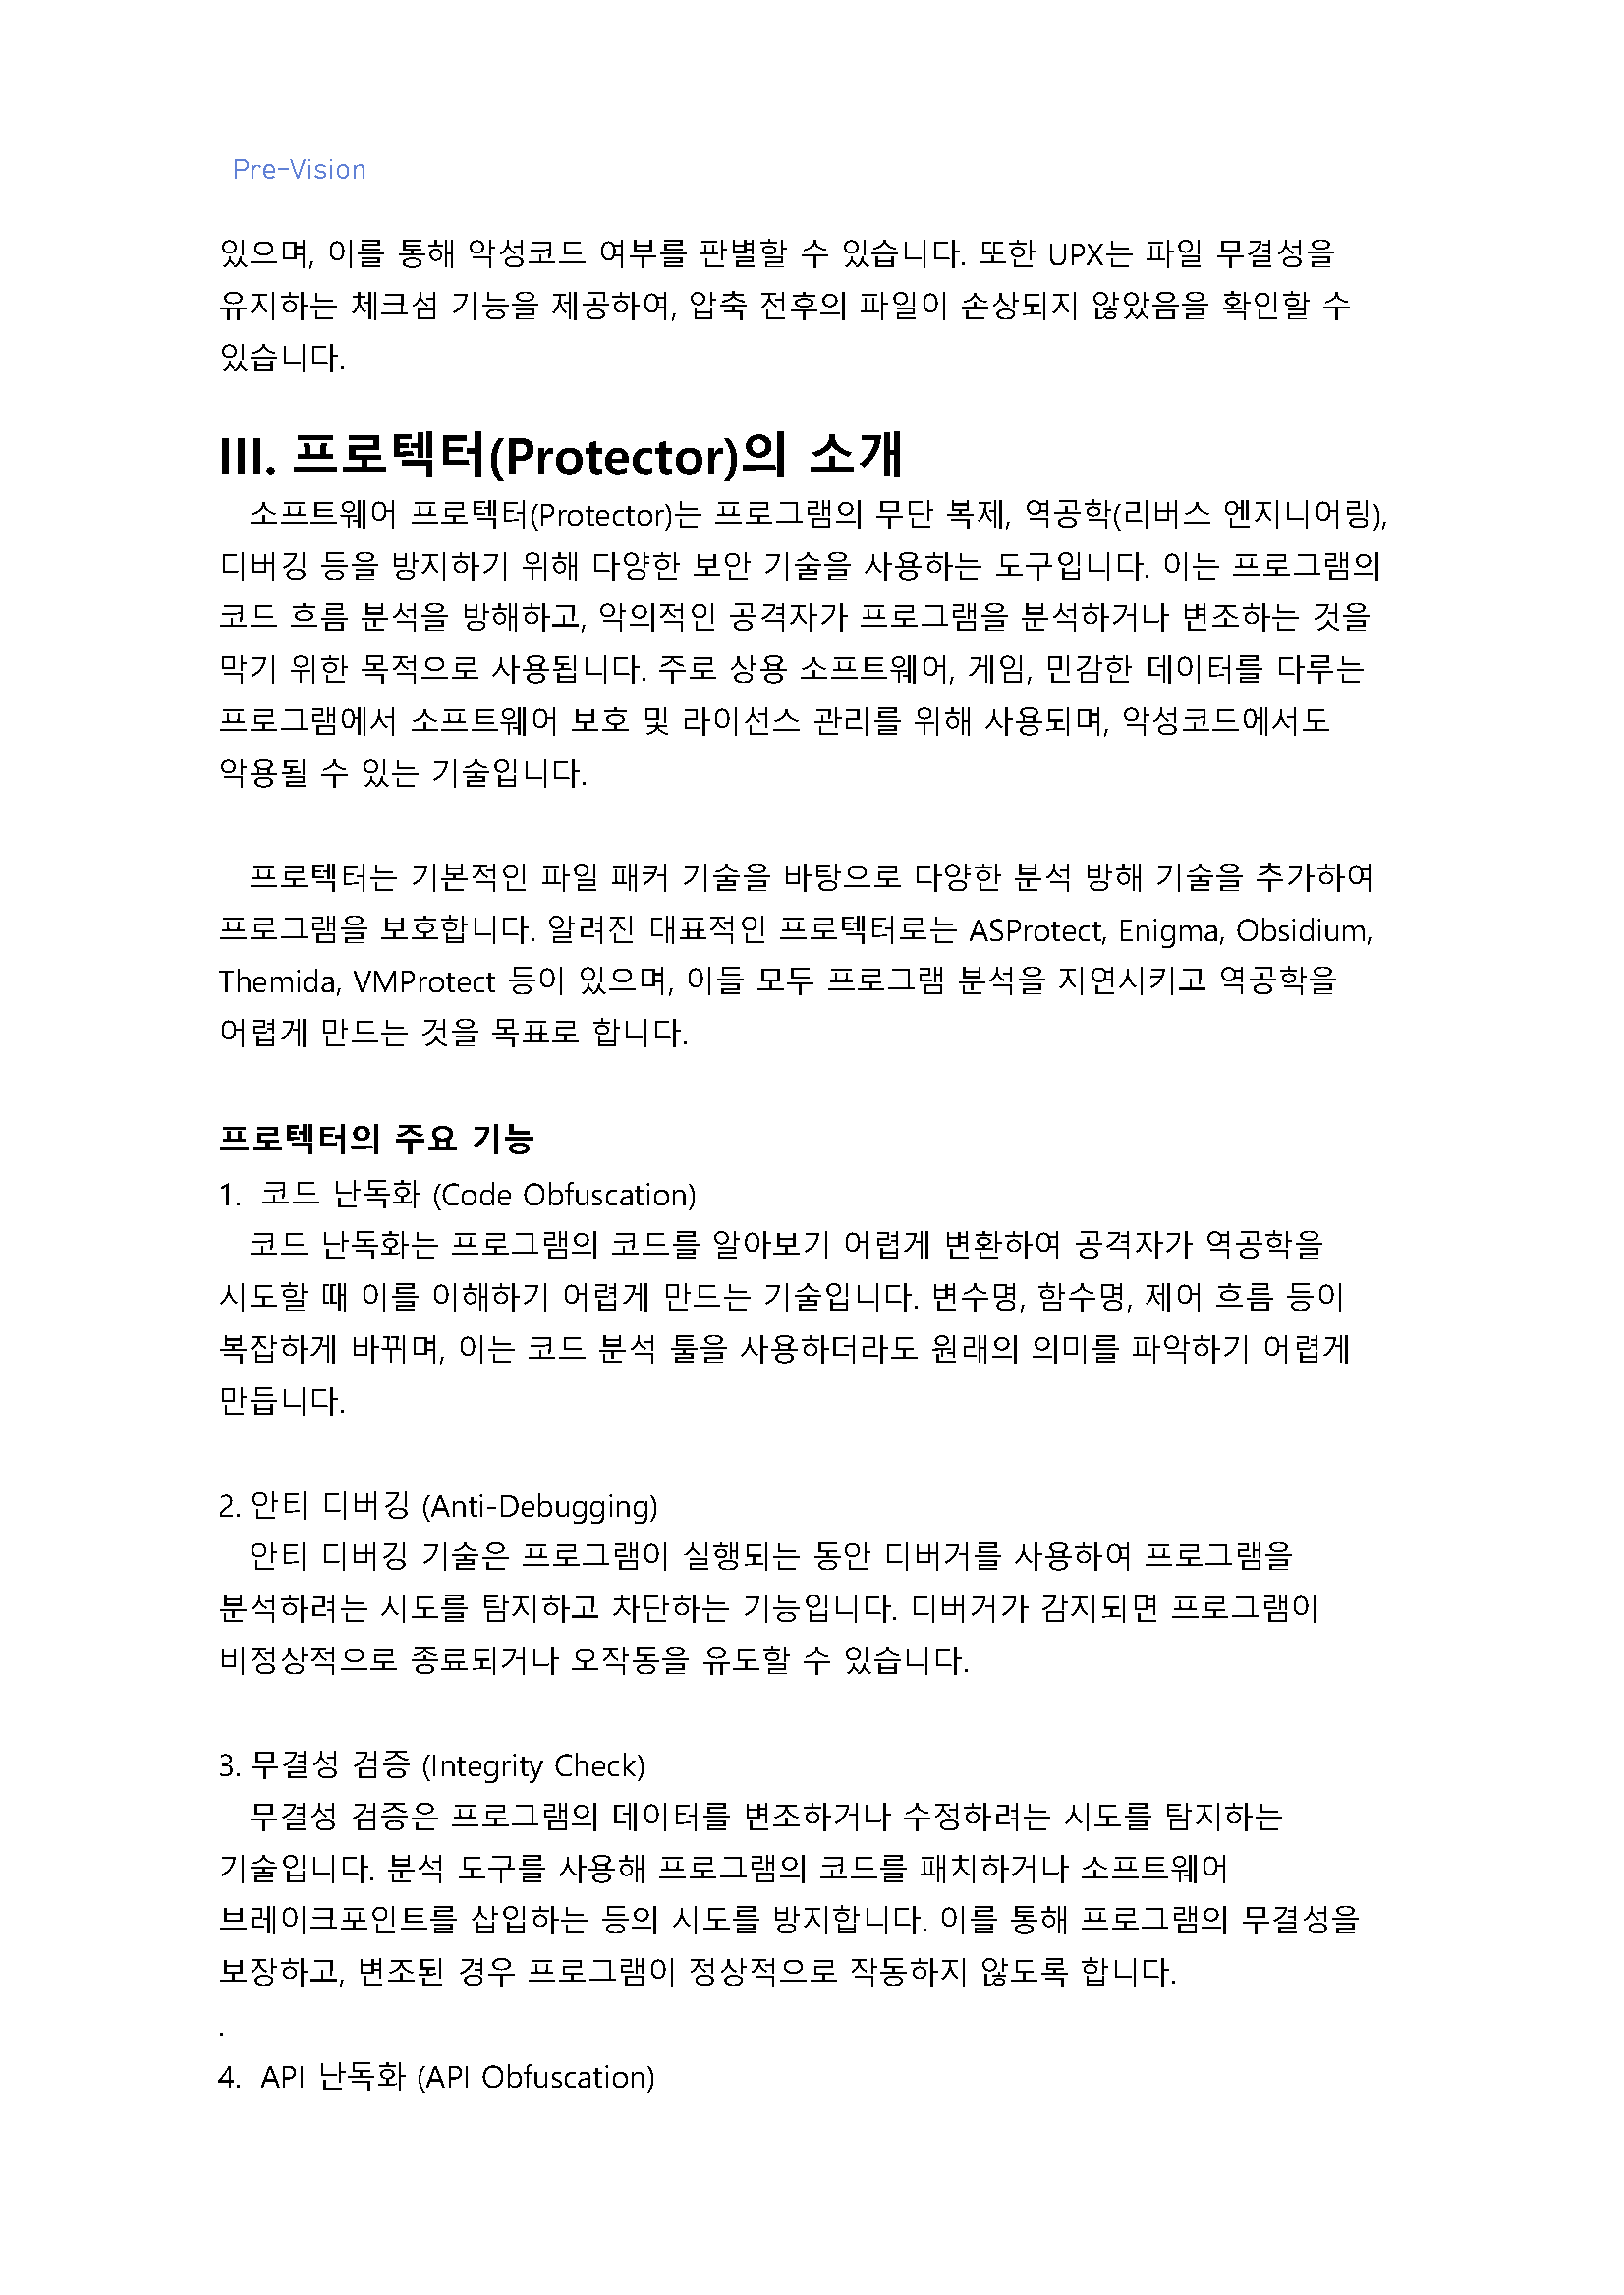 Pre-Vision
있으며, 이를 통해 악성코드 여부를 판별할 수 있습니다. 또한 UPX는 파일 무결성을
유지하는 체크섬 기능을 제공하여, 압축 전후의 파일이 손상되지 않았음을 확인할 수
있습니다.
III. 프로텍터(Protector)의 소개
소프트웨어 프로텍터(Protector)는 프로그램의 무단 복제, 역공학(리버스 엔지니어링),
디버깅 등을 방지하기 위해 다양한 보안 기술을 사용하는 도구입니다. 이는 프로그램의
코드 흐름 분석을 방해하고, 악의적인 공격자가 프로그램을 분석하거나 변조하는 것을
막기 위한 목적으로 사용됩니다. 주로 상용 소프트웨어, 게임, 민감한 데이터를 다루는
프로그램에서 소프트웨어 보호 및 라이선스 관리를 위해 사용되며, 악성코드에서도
악용될 수 있는 기술입니다.
프로텍터는 기본적인 파일 패커 기술을 바탕으로 다양한 분석 방해 기술을 추가하여
프로그램을 보호합니다. 알려진 대표적인 프로텍터로는 ASProtect, Enigma, Obsidium,
Themida, VMProtect 등이 있으며, 이들 모두 프로그램 분석을 지연시키고 역공학을
어렵게 만드는 것을 목표로 합니다.
프로텍터의 주요 기능
1. 코드 난독화 (Code Obfuscation)
코드 난독화는 프로그램의 코드를 알아보기 어렵게 변환하여 공격자가 역공학을
시도할 때 이를 이해하기 어렵게 만드는 기술입니다. 변수명, 함수명, 제어 흐름 등이
복잡하게 바뀌며, 이는 코드 분석 툴을 사용하더라도 원래의 의미를 파악하기 어렵게
만듭니다.
2. 안티 디버깅 (Anti-Debugging)
안티 디버깅 기술은 프로그램이 실행되는 동안 디버거를 사용하여 프로그램을
분석하려는 시도를 탐지하고 차단하는 기능입니다. 디버거가 감지되면 프로그램이
비정상적으로 종료되거나 오작동을 유도할 수 있습니다.
3. 무결성 검증 (Integrity Check)
무결성 검증은 프로그램의 데이터를 변조하거나 수정하려는 시도를 탐지하는
기술입니다. 분석 도구를 사용해 프로그램의 코드를 패치하거나 소프트웨어
브레이크포인트를 삽입하는 등의 시도를 방지합니다. 이를 통해 프로그램의 무결성을
보장하고, 변조된 경우 프로그램이 정상적으로 작동하지 않도록 합니다.
.
4. API 난독화 (API Obfuscation)